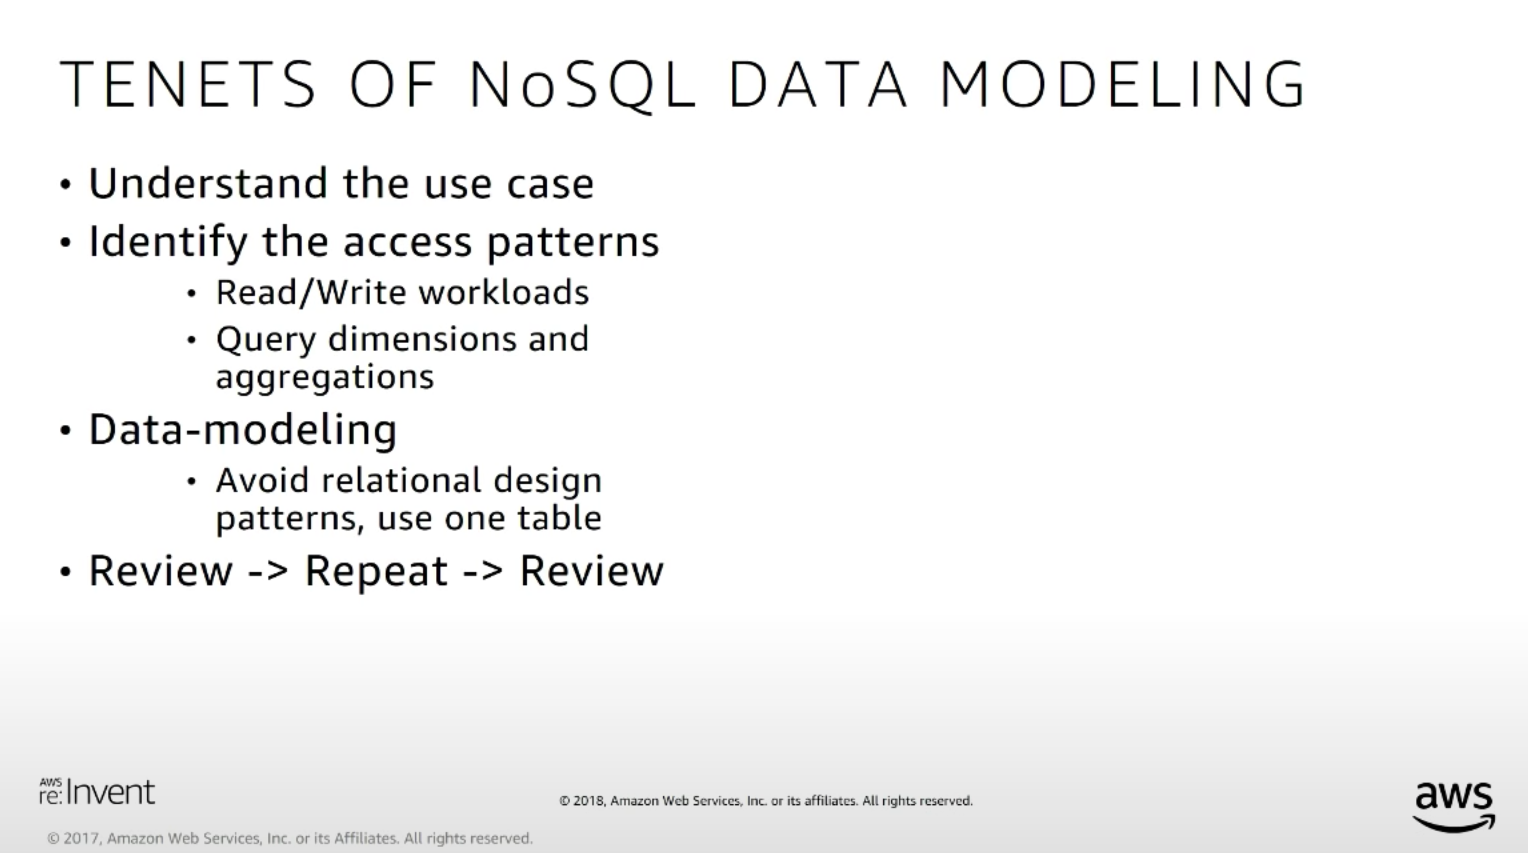 TENETS OF NoSQL DATA MODELING
• Understand the use case
• Identify the access patterns
• Read/Write workloads
• Query dimensions and
aggregations
• Data-modeling
• Avoid relational design
patterns, use one table
• Review -> Repeat -> Review
AWS
re:Invent
© 2018, Amazon Web Services, Inc. or its affiliates. All rights reserved.
aws
© 2017, Amazon Web Services, Inc. or its Affiliates. All rights reserved.